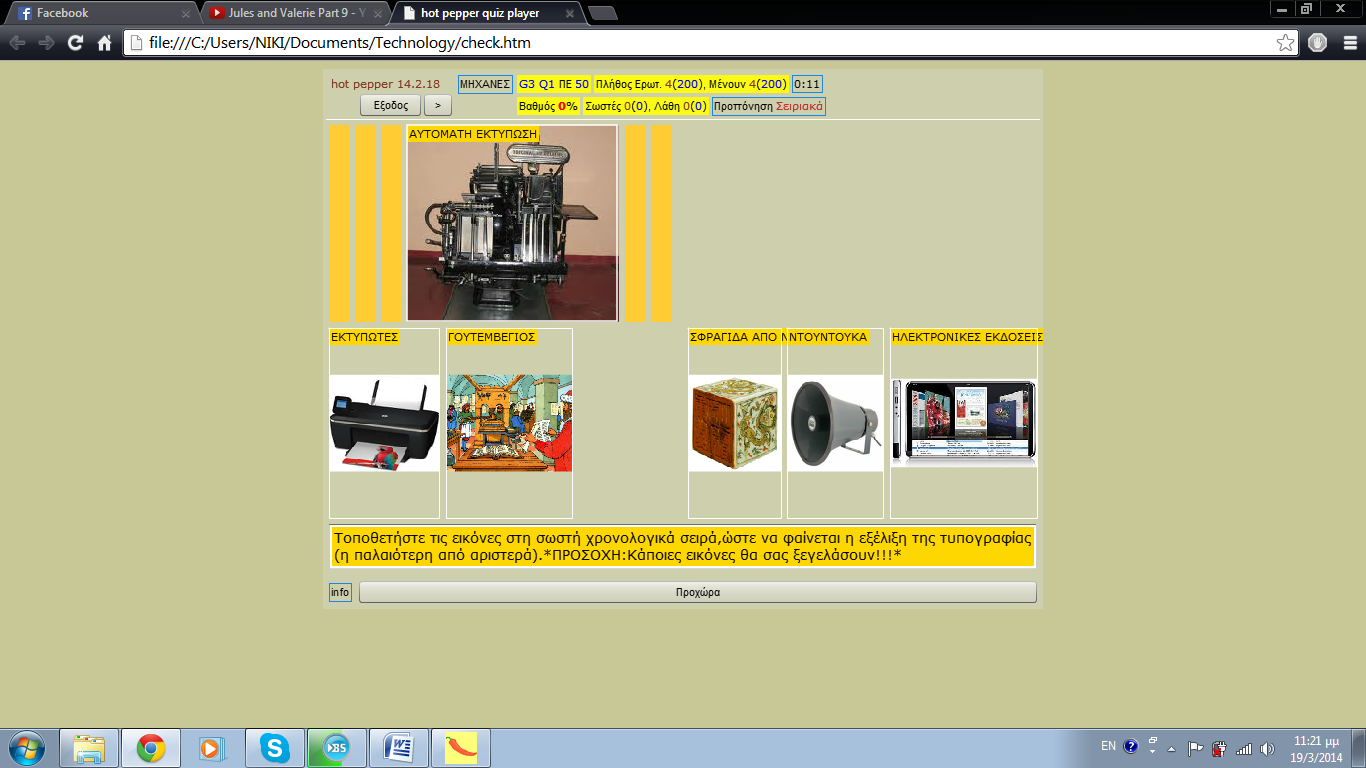 Facebook
Jules and Valerie Part 9 - Y
hot pepper quiz player
file:///C:/Users/NIKI/Documents/Technology/check.htm
hot pepper 14.2.18 ΜΗΧΑΝΕΣ G3 Q1 ΠΕ 50 Πλήθος Ερωτ. 4(200), Μένουν 4(200) 0:11
Εξοδος > Βαθμός 0% Σωστές 0(0), Λάθη 0(0) Προπόνηση Σειριακά
ΑΥΤΟΜΑΤΗ ΕΚΤΥΠΩΣΗ
ΕΚΤΥΠΩΤΕΣ ΓΟΥΤΕΜΒΕΓΙΟΣ ΣΦΡΑΓΙΔΑ ΑΠΟ ΝΤΟΥΝΤΟΥΚΑ ΗΛΕΚΤΡΟΝΙΚΕΣ ΕΚΔΟΣΕΙΣ
Τοποθετήστε τις εικόνες στη σωστή χρονολογικά σειρά,ώστε να φαίνεται η εξέλιξη της τυπογραφίας
(η παλαιότερη από αριστερά).*ΠΡΟΣΟΧΗ:Κάποιες εικόνες θα σας ξεγελάσουν!!!*
info Προχώρα
EN 11:21 μμ
19/3/2014